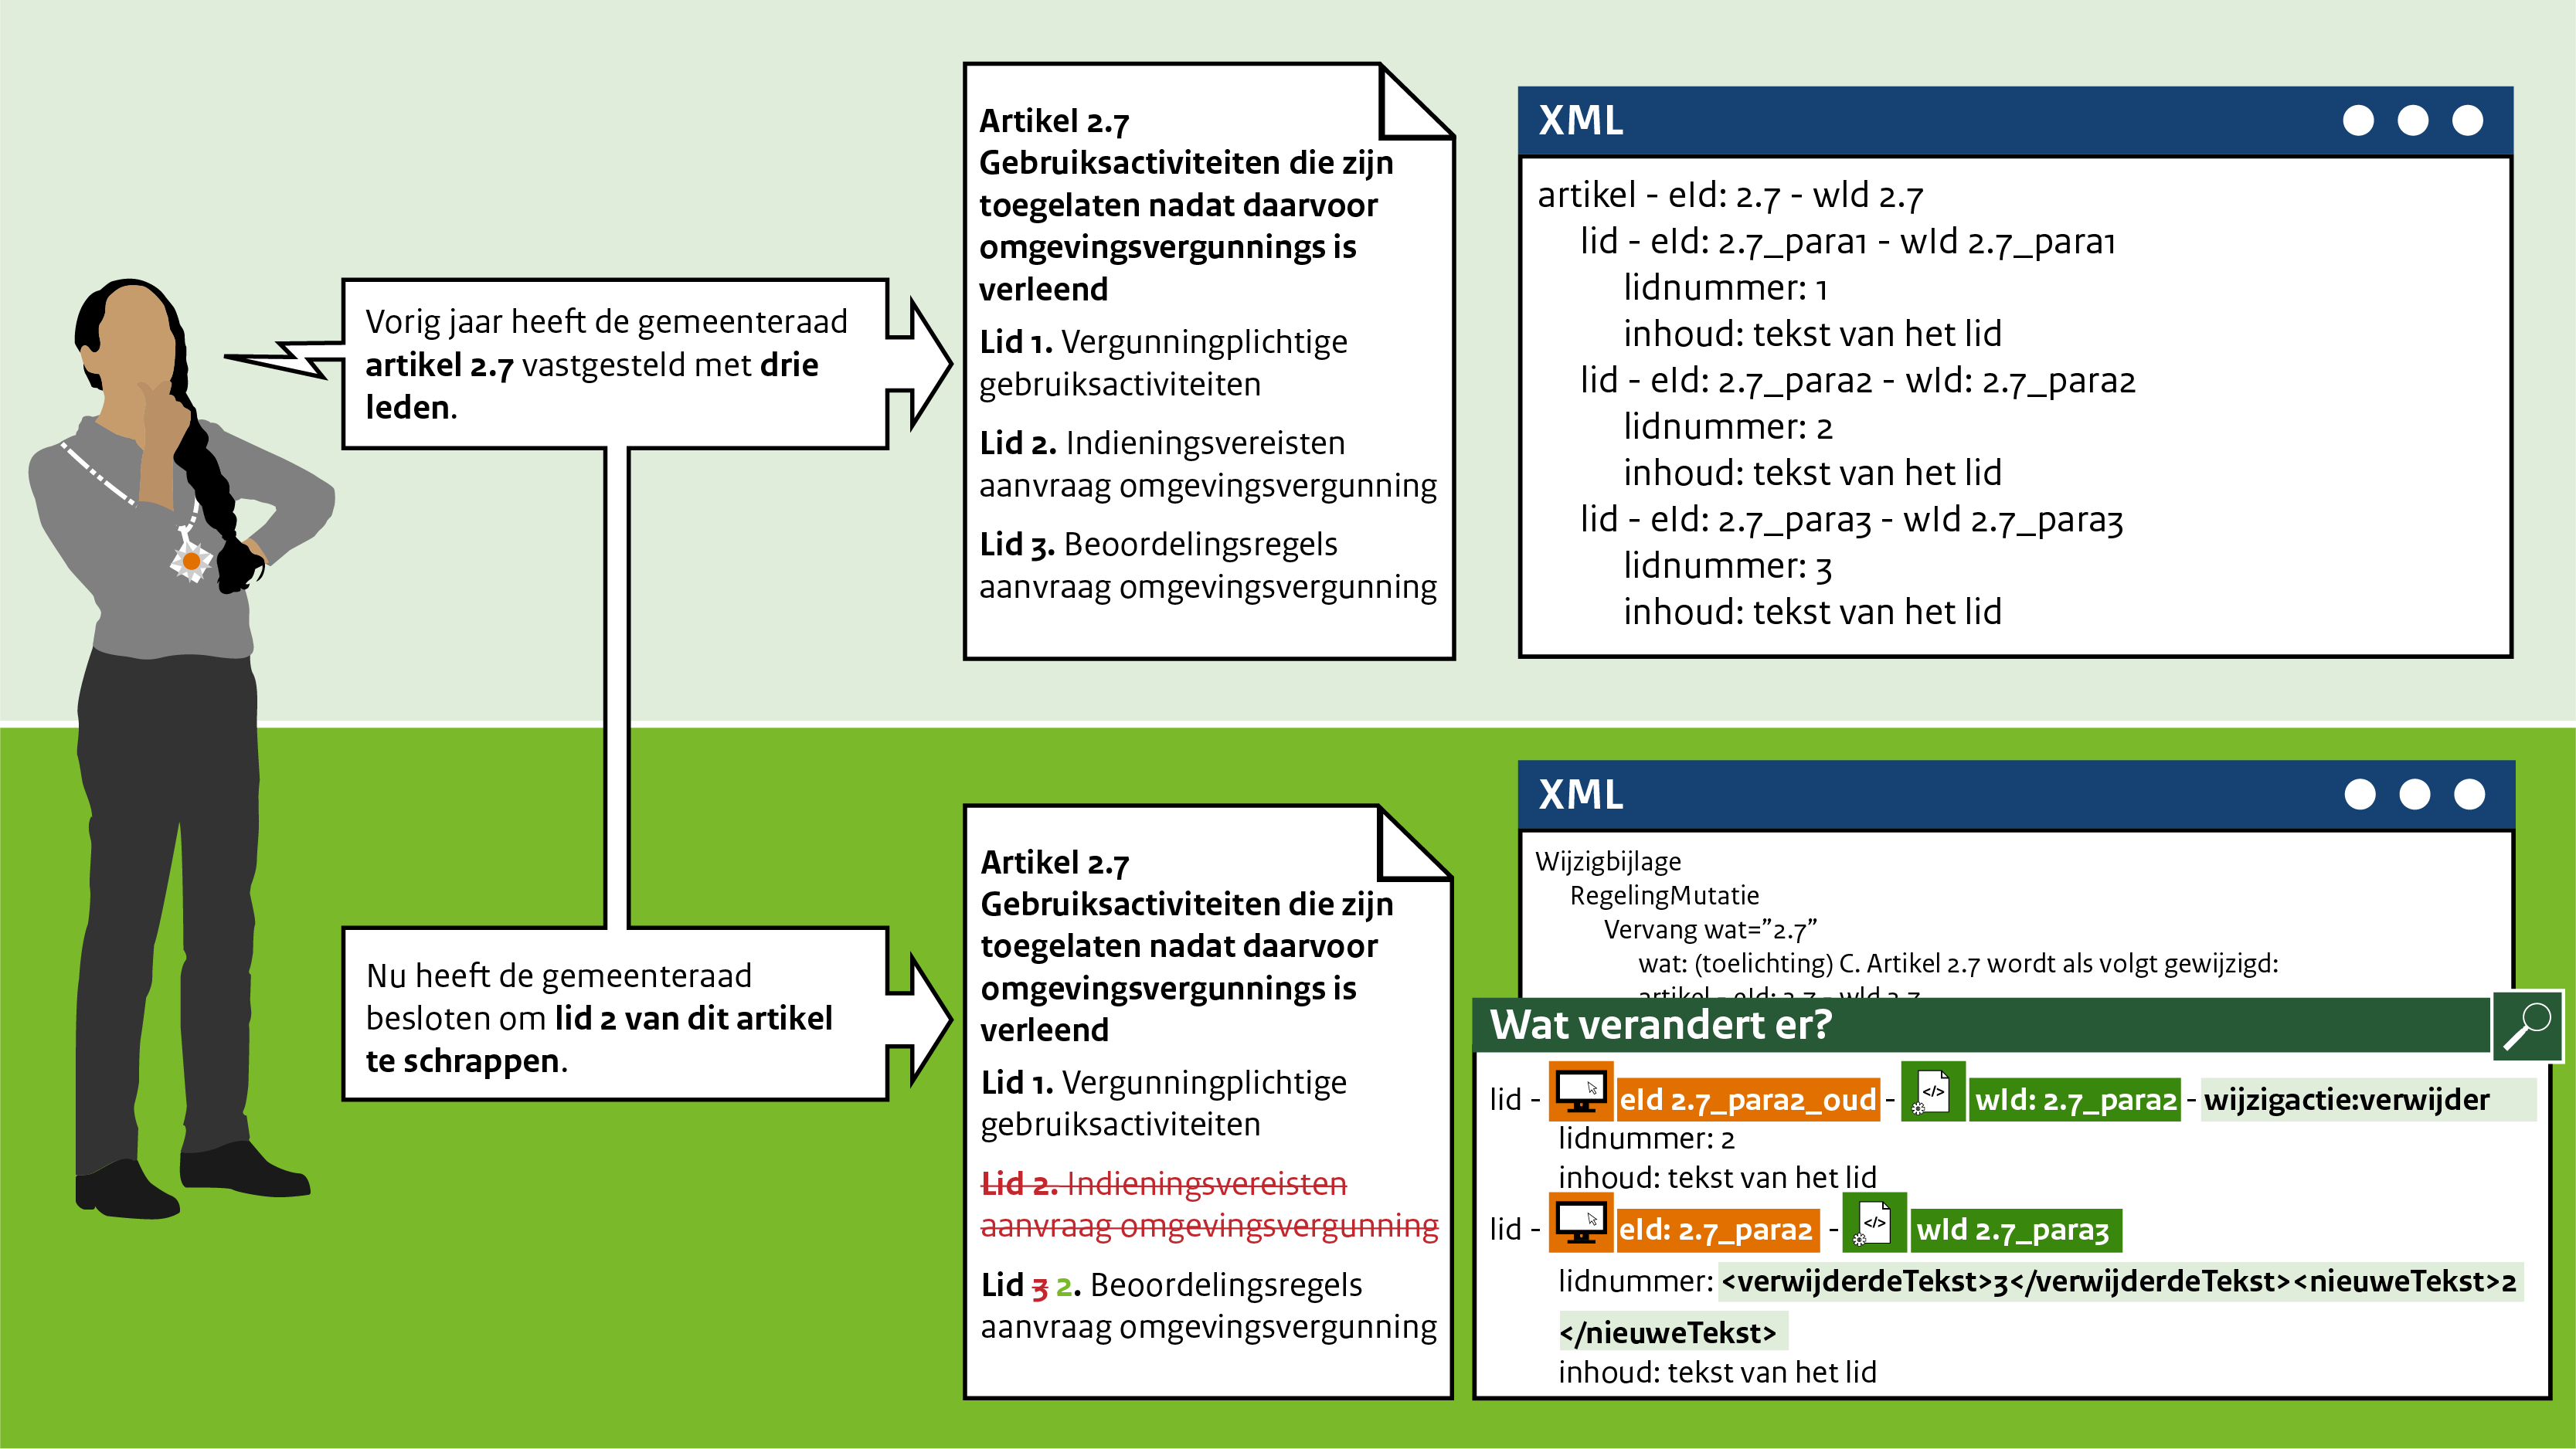 Vorig jaar heeft de gemeenteraad
artikel 2.7 vastgesteld met drie
leden.
Artikel 2.7
Gebruiksactiviteiten die zijn
toegelaten nadat daarvoor
omgevingsvergunnings is
verleend
Lid 1. Vergunningplichtige
gebruiksactiviteiten
Lid 2. Indieningsvereisten
aanvraag omgevingsvergunning
Lid 3. Beoordelingsregels
aanvraag omgevingsvergunning
XML
artikel - eId: 2.7 - wId 2.7
lid - eId: 2.7_para1 - wId 2.7_para1
lidnummer: 1
inhoud: tekst van het lid
lid - eId: 2.7_para2 - wId: 2.7_para2
lidnummer: 2
inhoud: tekst van het lid
lid - eId: 2.7_para3 - wId 2.7_para3
lidnummer: 3
inhoud: tekst van het lid
Nu heeft de gemeenteraad
besloten om lid 2 van dit artikel
te schrappen.
Artikel 2.7
Gebruiksactiviteiten die zijn
toegelaten nadat daarvoor
omgevingsvergunnings is
verleend
Lid 1. Vergunningplichtige
gebruiksactiviteiten
Lid 2. Indieningsvereisten
aanvraag omgevingsvergunning
Lid 3 2. Beoordelingsregels
aanvraag omgevingsvergunning
XML
Wijzigbijlage
RegelingMutatie
Vervang wat=”2.7”
wat: (toelichting) C. Artikel 2.7 wordt als volgt gewijzigd:
artikel - eId: 2.7 - wId 2.7
Wat verandert er?
lid - eId 2.7_para2_oud - </> wId: 2.7_para2 - wijzigactie:verwijder
lidnummer: 2
inhoud: tekst van het lid
lid - eId: 2.7_para2 - </> wId 2.7_para3
lidnummer: <verwijderdeTekst>3</verwijderdeTekst><nieuweTekst>2
</nieuweTekst>
inhoud: tekst van het lid